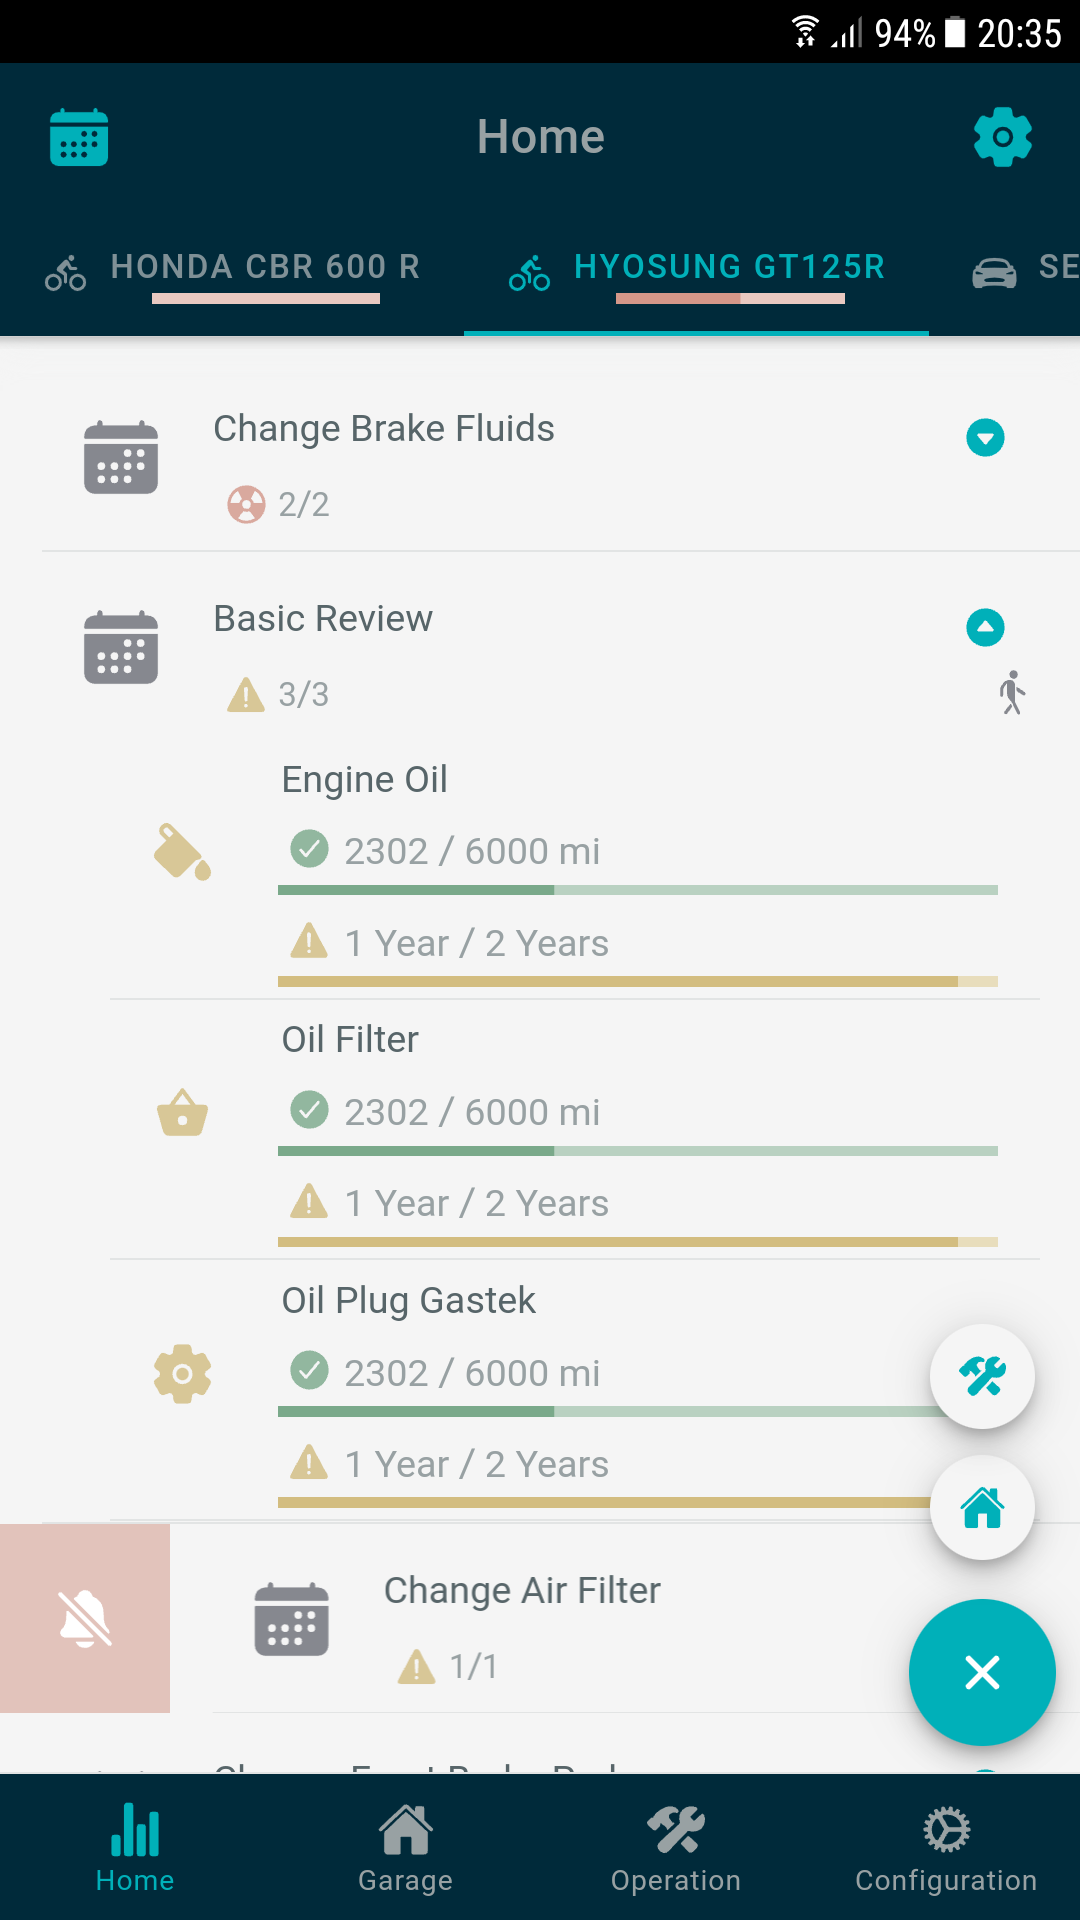 94% 20:35
Home
HONDA CBR 600 R HYOSUNG GT125R SE
Change Brake Fluids
2/2
Basic Review
3/3
Engine Oil
2302 / 6000 mi
1 Year / 2 Years
Oil Filter
2302 / 6000 mi
1 Year / 2 Years
Oil Plug Gastek
2302 / 6000 mi
1 Year / 2 Years
Change Air Filter
1/1
Home Garage Operation Configuration